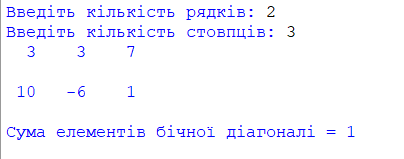 Введіть кількість рядків: 2
Введіть кількість стовпців: 3
3 3 7
10 -6 1
Сума елементів бічної діагоналі = 1